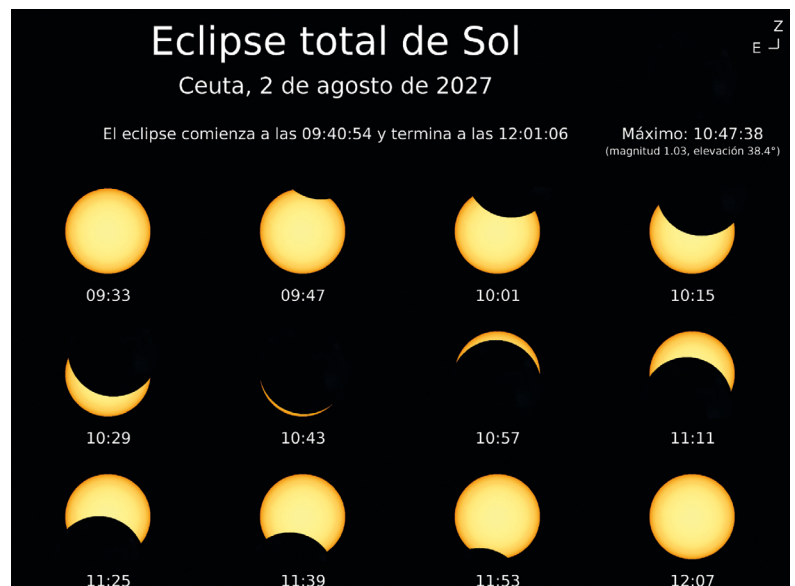 Eclipse total de Sol
Z
E
Ceuta, 2 de agosto de 2027
El eclipse comienza a las 09:40:54 y termina a las 12:01:06
Máximo: 10:47:38
(magnitud 1.03, elevación 38.4°)
09:33 09:47 10:01 10:15
10:29 10:43 10:57 11:11
11:25 11:39 11:53 12:07